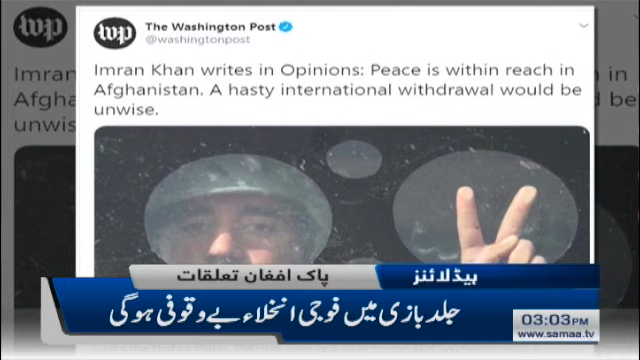 wp
The Washington Post
@washingtonpost
Imran Khan writes in Opinions: Peace is within reach in
Afghanistan. A hasty international withdrawal would be
unwise.
پاک افغان تعلقات
ہیڈلائنز
جلد بازی میں فوجی انخلاء بے وقوفی ہوگی
03:03PM
www.samaa.tv